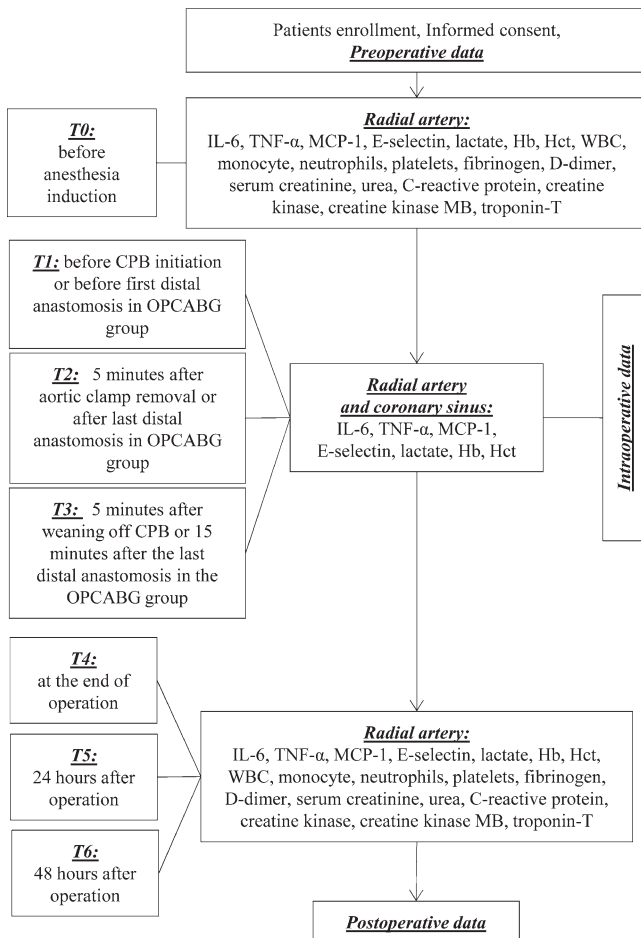 Patients enrollment, Informed consent,
Preoperative data
T0:
before
anesthesia
induction
Radial artery:
IL-6, TNF-α, MCP-1, E-selectin, lactate, Hb, Hct, WBC,
monocyte, neutrophils, platelets, fibrinogen, D-dimer,
serum creatinine, urea, C-reactive protein, creatine
kinase, creatine kinase MB, troponin-T
T1: before CPB initiation
or before first distal
anastomosis in OPCABG
group
T2: 5 minutes after
aortic clamp removal or
after last distal
anastomosis in OPCABG
group
T3: 5 minutes after
weaning off CPB or 15
minutes after the last
distal anastomosis in the
OPCABG group
Radial artery
and coronary sinus:
IL-6, TNF-α, MCP-1,
E-selectin, lactate, Hb, Hct
Intraoperative data
T4:
at the end of
operation
T5:
24 hours after
operation
T6:
48 hours after
operation
Radial artery:
IL-6, TNF-α, MCP-1, E-selectin, lactate, Hb, Hct,
WBC, monocyte, neutrophils, platelets, fibrinogen,
D-dimer, serum creatinine, urea, C-reactive protein,
creatine kinase, creatine kinase MB, troponin-T
Postoperative data